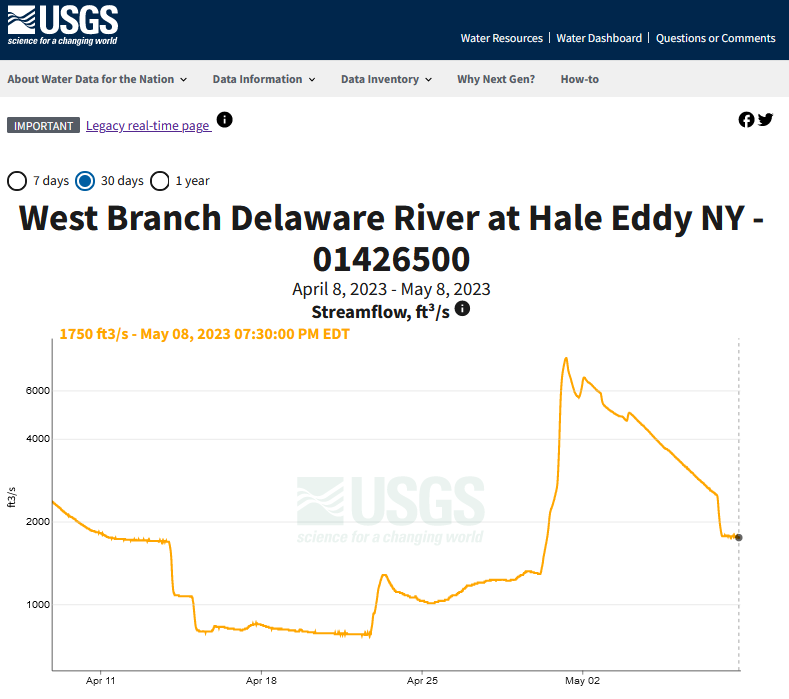 USGS
science for a changing world
Water Resources | Water Dashboard | Questions or Comments
About Water Data for the Nation Data Information Data Inventory Why Next Gen? How-to
IMPORTANT Legacy real-time page
7 days 30 days 1 year
West Branch Delaware River at Hale Eddy NY -
01426500
April 8, 2023 - May 8, 2023
Streamflow, ft³/s
1750 ft3/s - May 08, 2023 07:30:00 PM EDT
6000
4000
2000
1000
ft3/s
USGS
science for a changing world
Apr 11 Apr 18 Apr 25 May 02